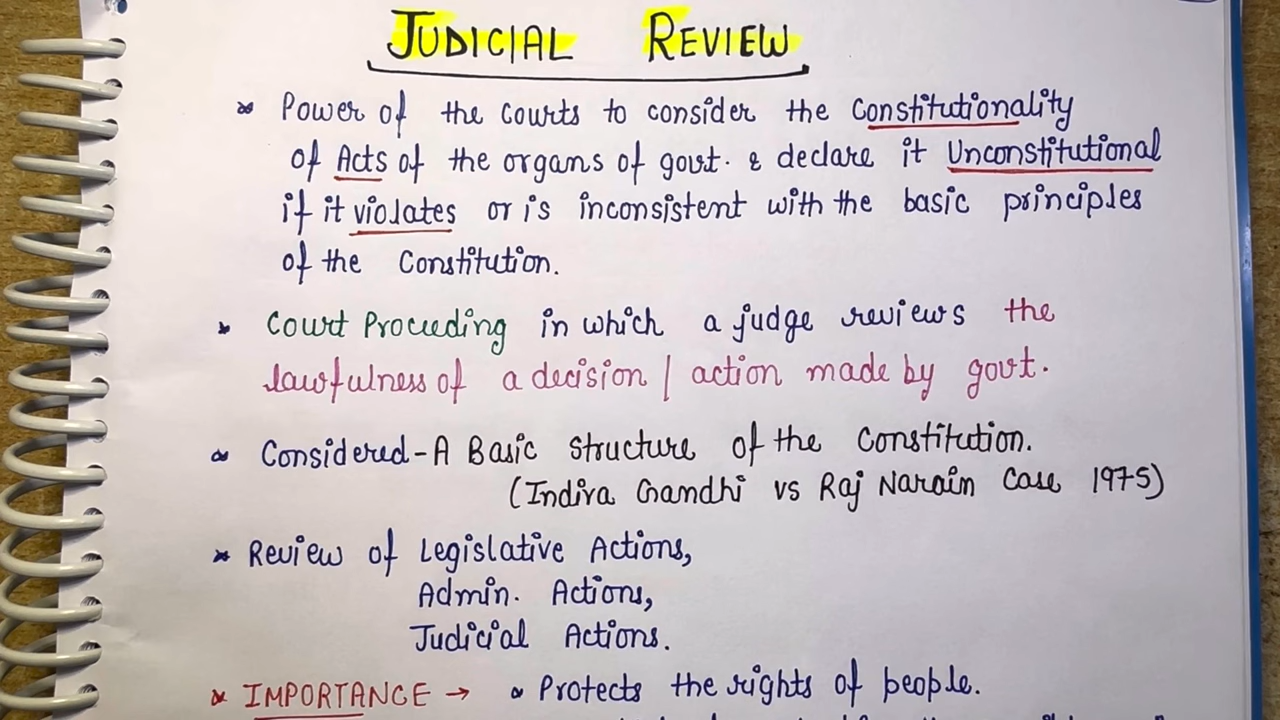 JUDICIAL REVIEW
* Power of the courts to consider the Constitutionality
of Acts of the organs of govt. & declare it Unconstitutional
if it violates or is inconsistent with the basic principles
of the Constitution.
* Court Proceeding in which a judge reviews the
lawfulness of a decision / action made by govt.
* Considered - A Basic Structure of the Constitution.
(Indira Gandhi vs Raj Narain Case 1975)
* Review of Legislative Actions,
Admin. Actions,
Judicial Actions.
* IMPORTANCE → * Protects the rights of people.